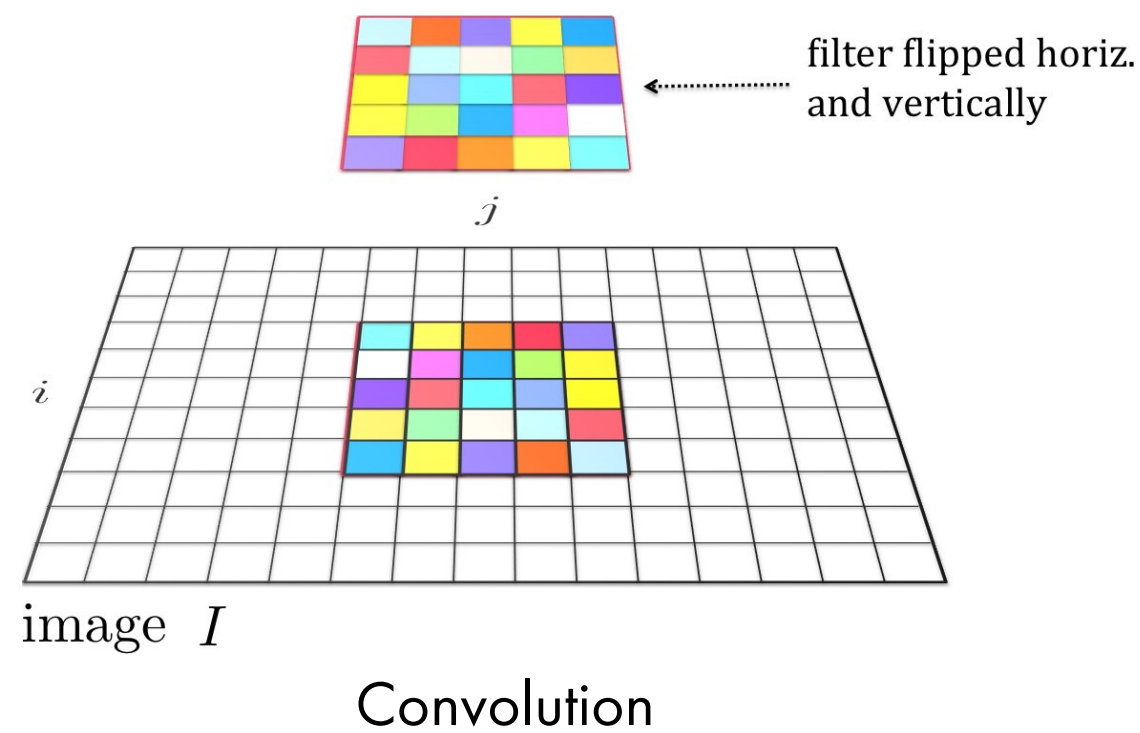 filter flipped horiz.
and vertically
j
i
image I
Convolution